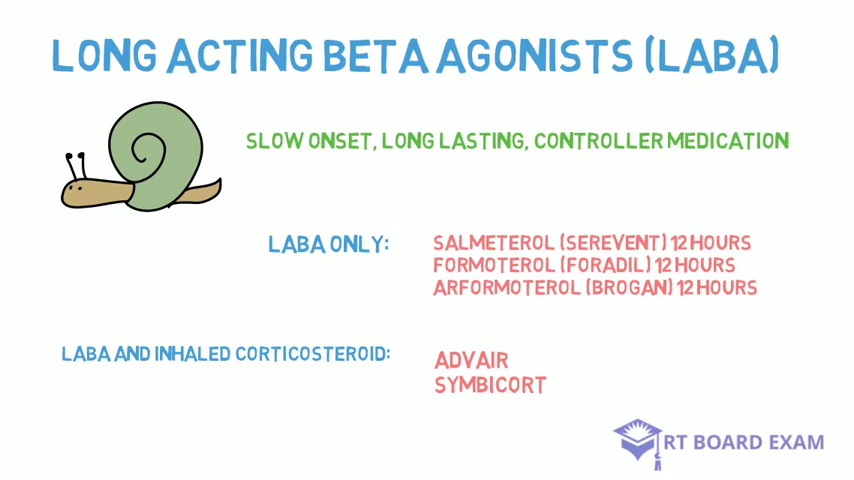 LONG ACTING BETA AGONISTS (LABA)
SLOW ONSET, LONG LASTING, CONTROLLER MEDICATION
LABA ONLY:
SALMETEROL (SEREVENT) 12 HOURS
FORMOTEROL (FORADIL) 12 HOURS
ARFORMOTEROL (BROGAN) 12 HOURS
LABA AND INHALED CORTICOSTEROID:
ADVAIR
SYMBICORT
RT BOARD EXAM